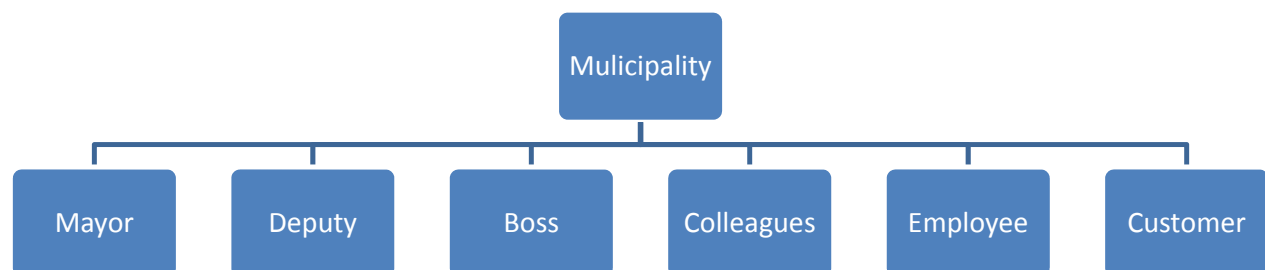 Mulicipality
Mayor
Deputy
Boss
Colleagues
Employee
Customer